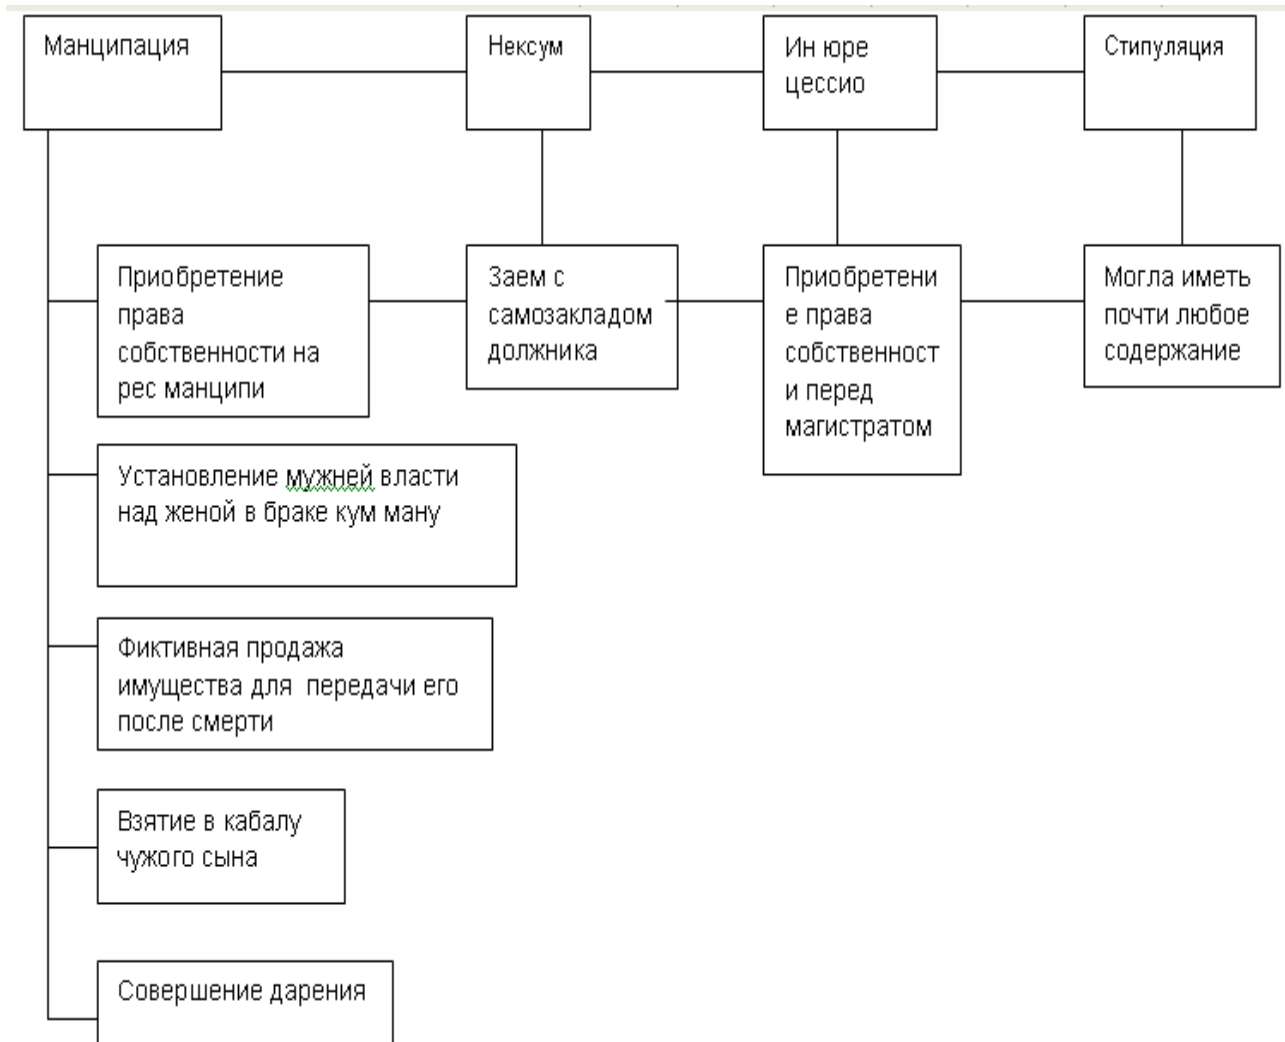 Манципация
Нексум
Ин юре
цессио
Стипуляция
Приобретение
права
собственности на
рес манципи
Заем с
самозакладом
должника
Приобретени
е права
собственност
и перед
магистратом
Могла иметь
почти любое
содержание
Установление мужней власти
над женой в браке кум ману
Фиктивная продажа
имущества для передачи его
после смерти
Взятие в кабалу
чужого сына
Совершение дарения